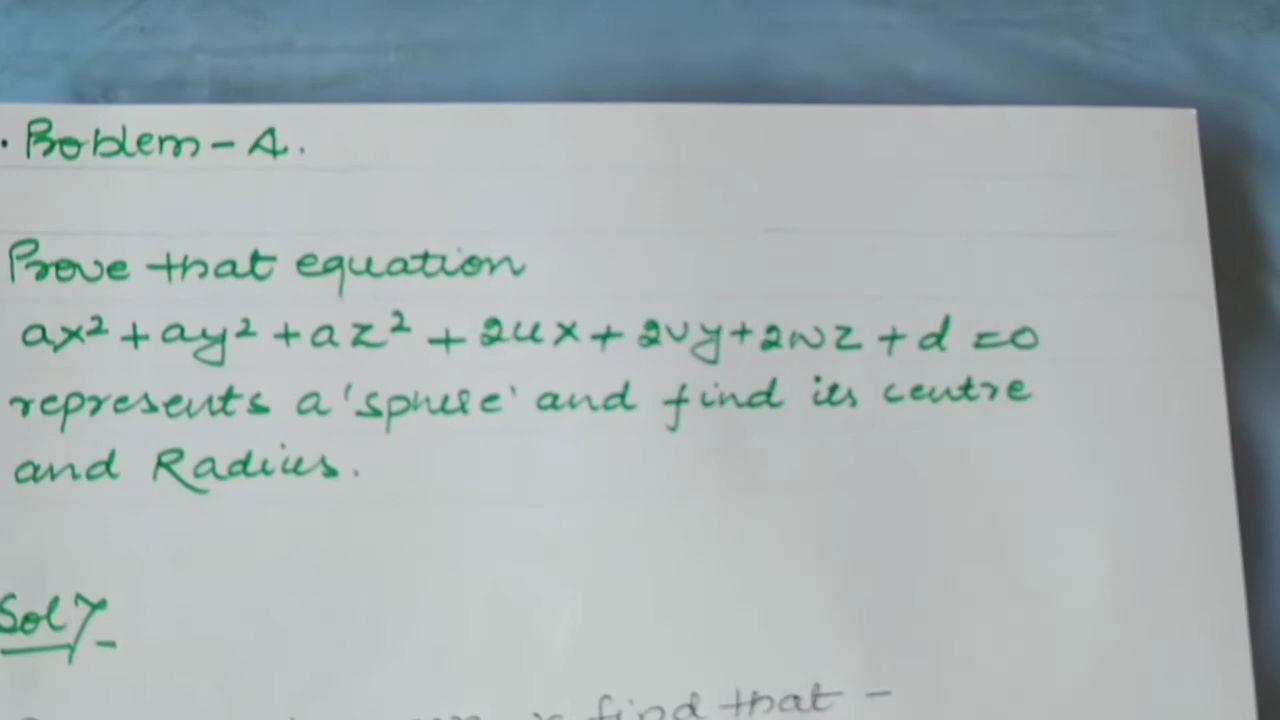 · Problem - A.
Prove that equation
ax² + ay² + az² + 2ux + 2vy + 2wz + d = 0
represents a 'sphere' and find its centre
and Radius.
Sol
find that -